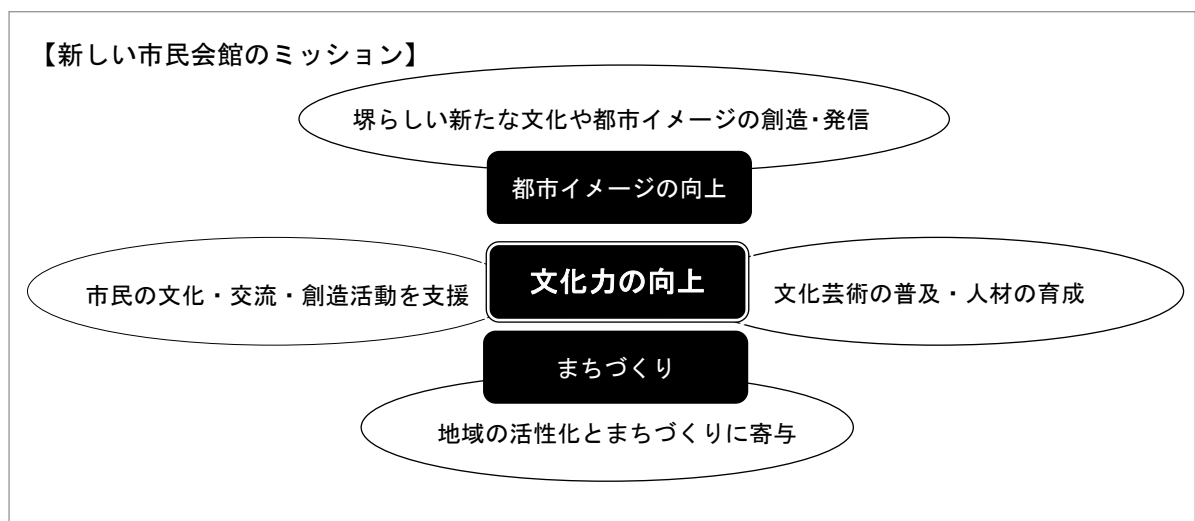 【新しい市民会館のミッション】
堺らしい新たな文化や都市イメージの創造・発信
都市イメージの向上
文化力の向上
市民の文化・交流・創造活動を支援
文化芸術の普及・人材の育成
まちづくり
地域の活性化とまちづくりに寄与